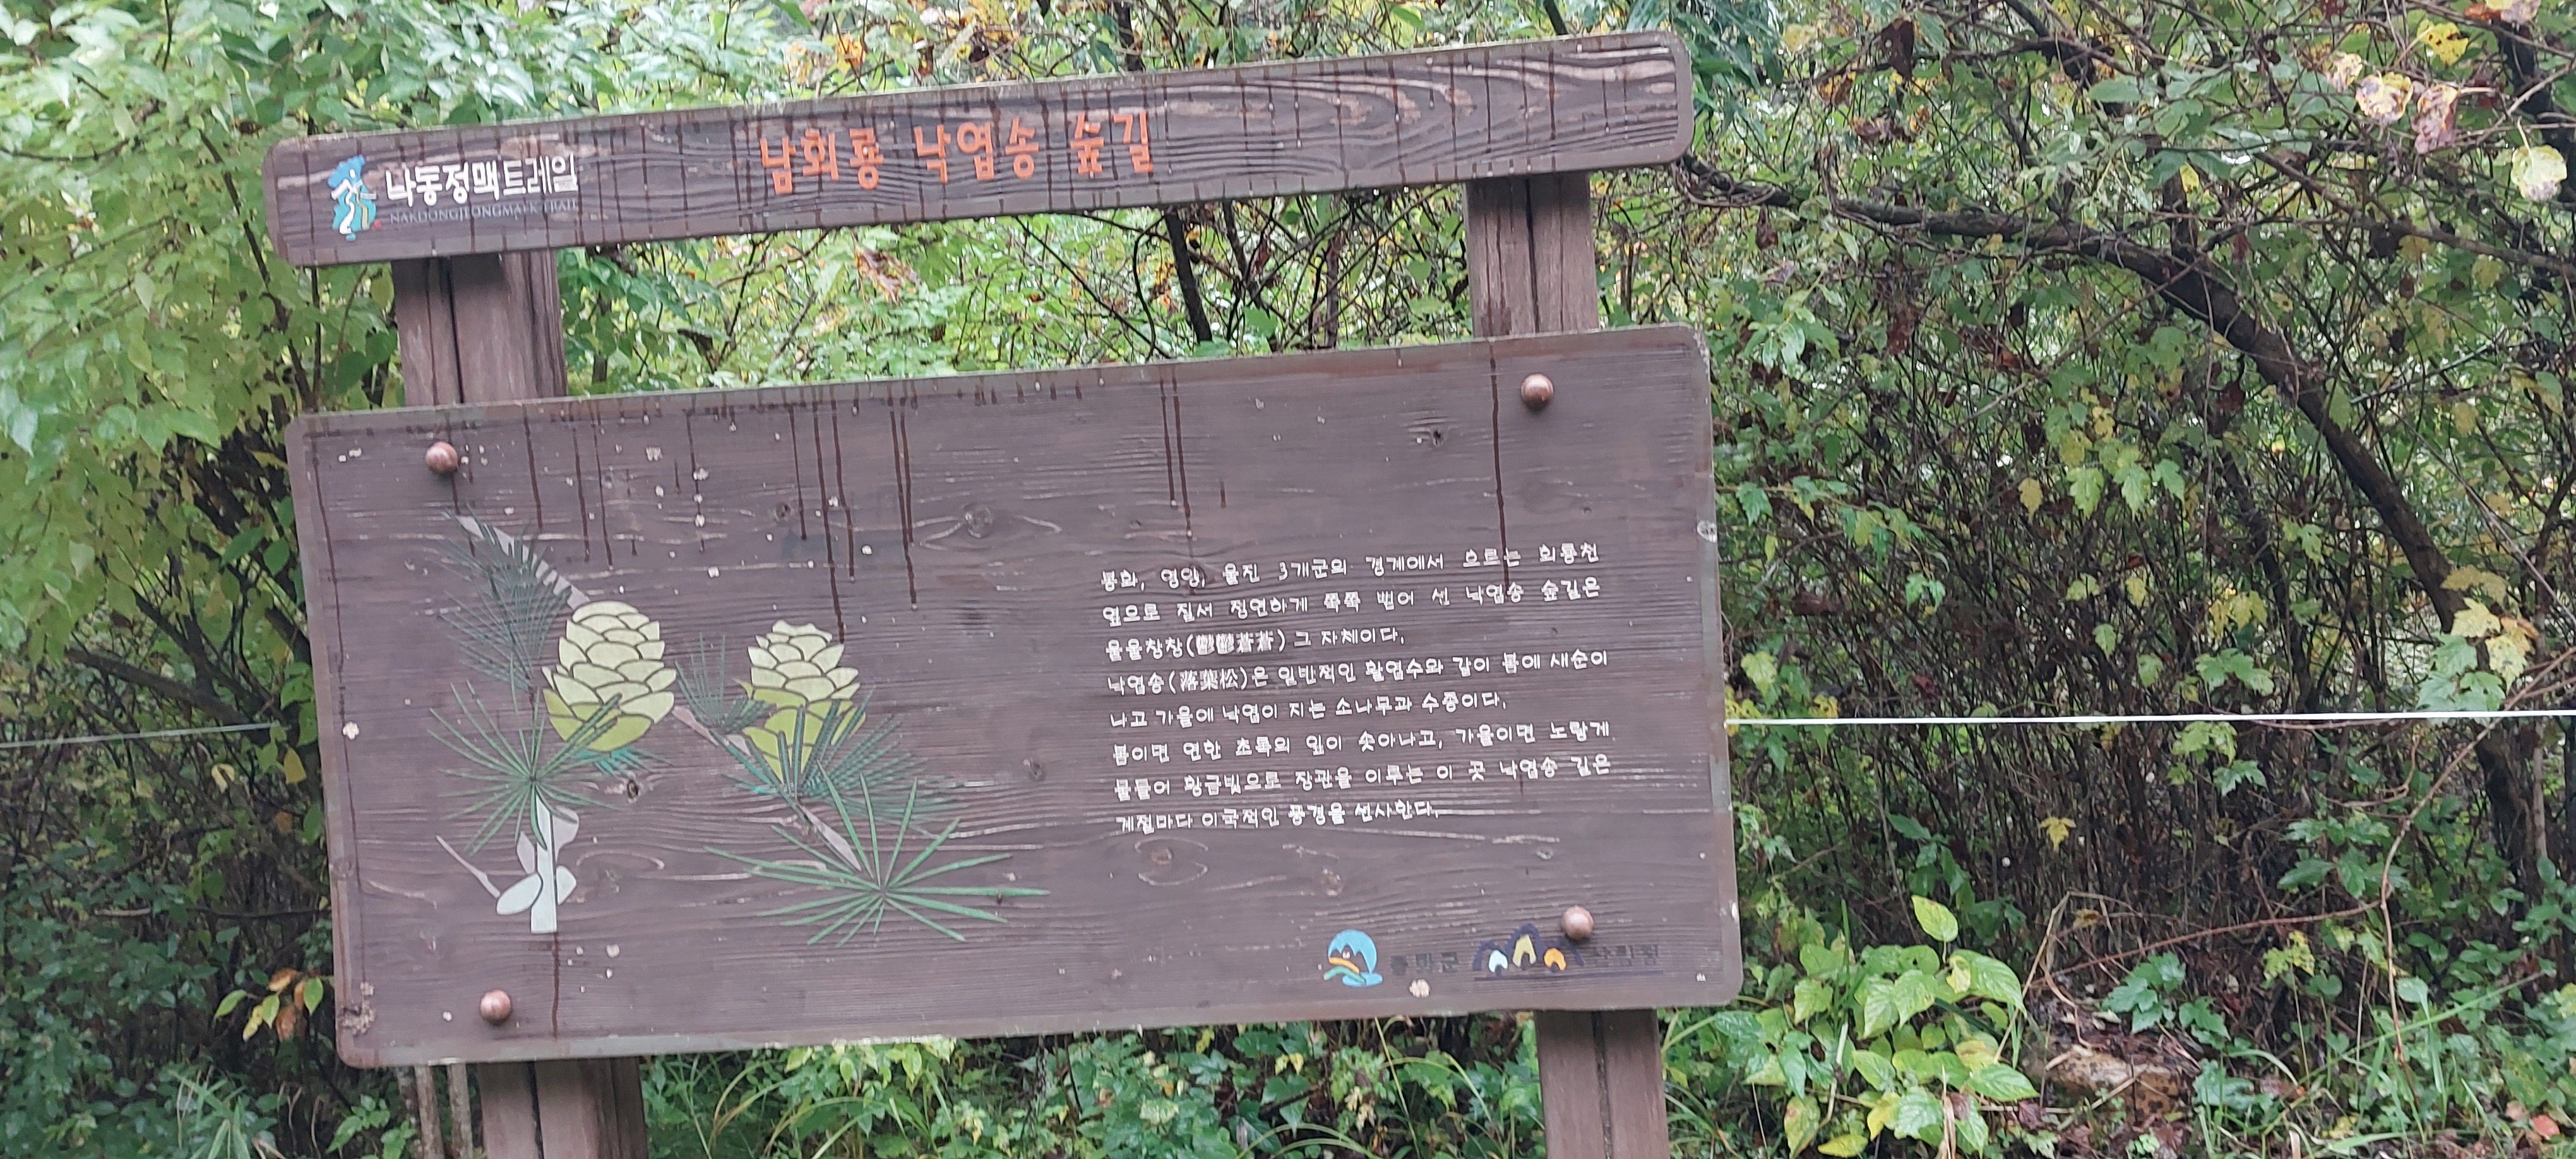 낙동정맥트레일
NAKDONGJEONGMAEK TRAIL
남회룡 낙엽송 숲길
봉화, 영양, 울진 3개군의 경계에서 흐르는 회룡천
옆으로 질서 정연하게 쭉쭉 뻗어 선 낙엽송 숲길은
울울창창(鬱鬱蒼蒼) 그 자체이다.
낙엽송(落葉松)은 일반적인 활엽수와 같이 봄에 새순이
나고 가을에 낙엽이 지는 소나무과 수종이다.
봄이면 연한 초록의 잎이 솟아나고, 가을이면 노랗게
물들어 황금빛으로 장관을 이루는 이 곳 낙엽송 길은
계절마다 이국적인 풍경을 선사한다.
봉화군
산림청